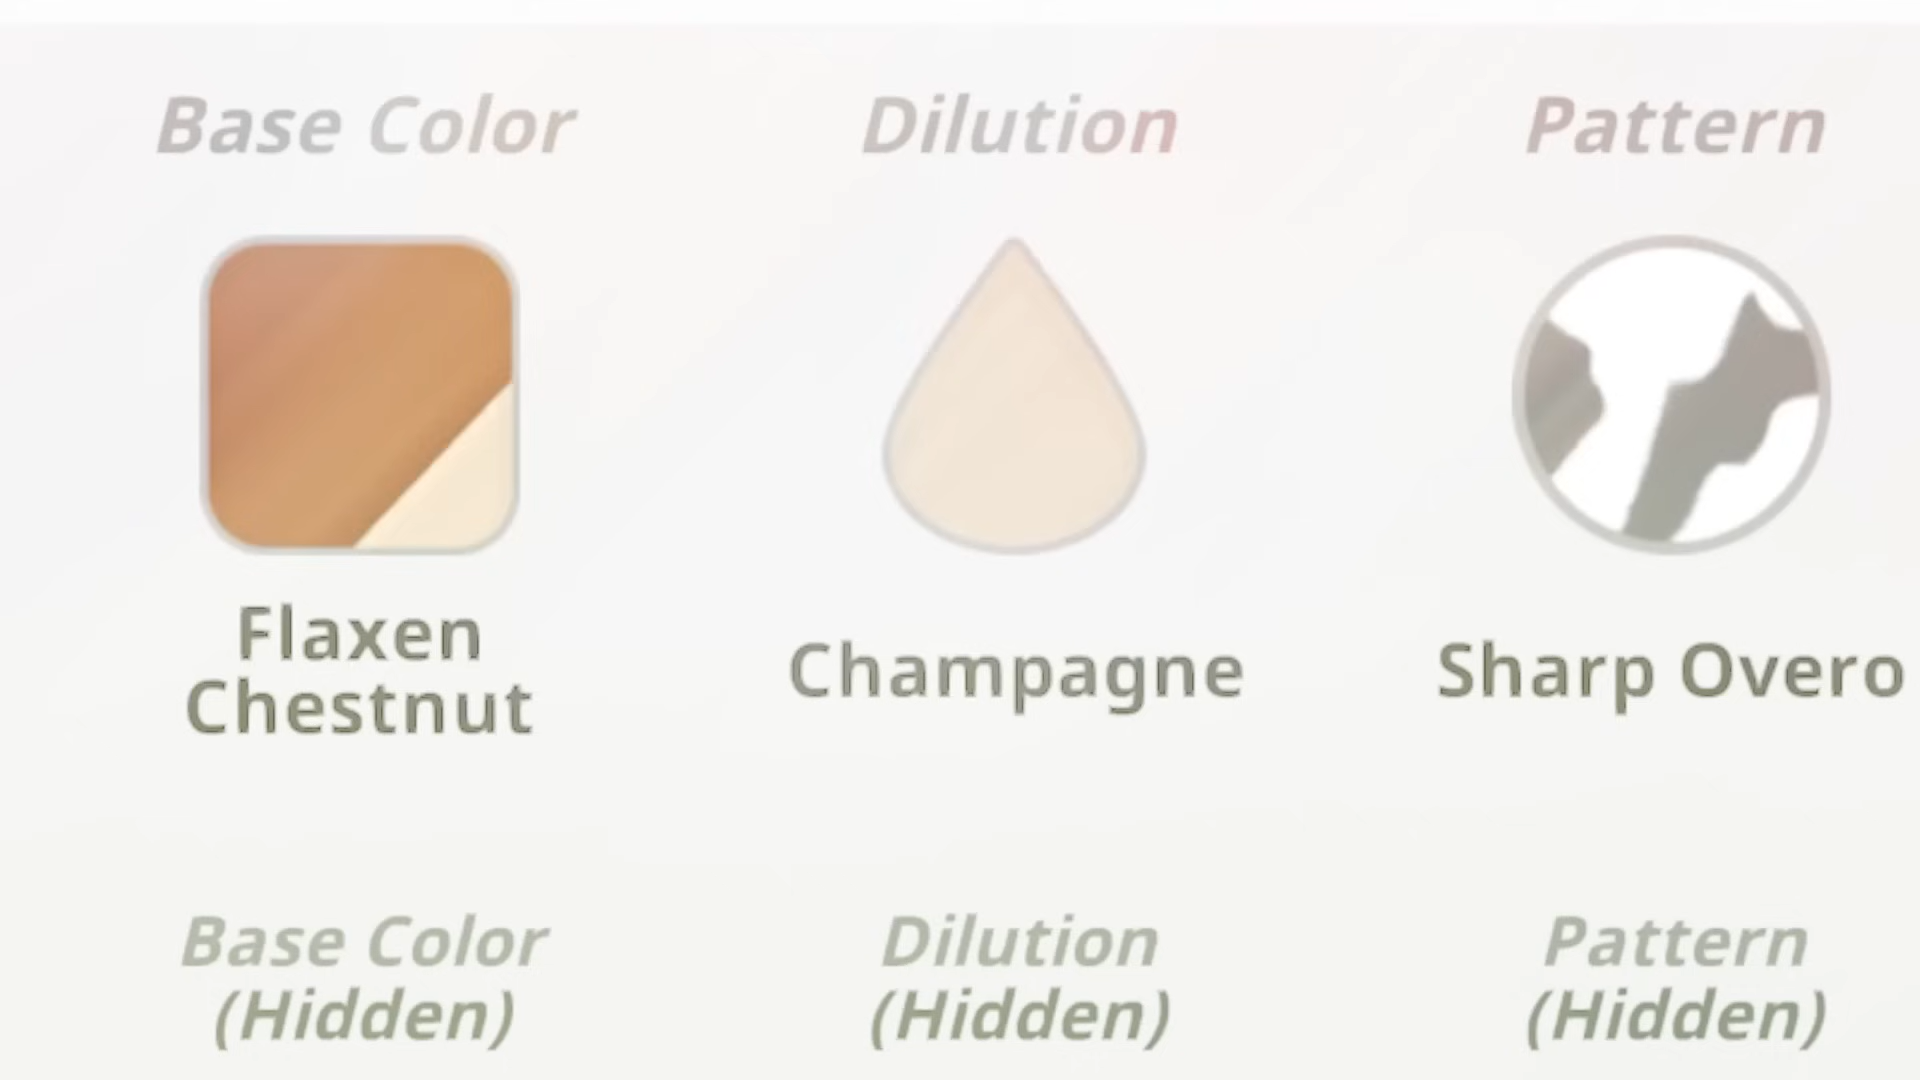 Base Color
Dilution
Pattern
Flaxen
Chestnut
Champagne
Sharp Overo
Base Color
(Hidden)
Dilution
(Hidden)
Pattern
(Hidden)